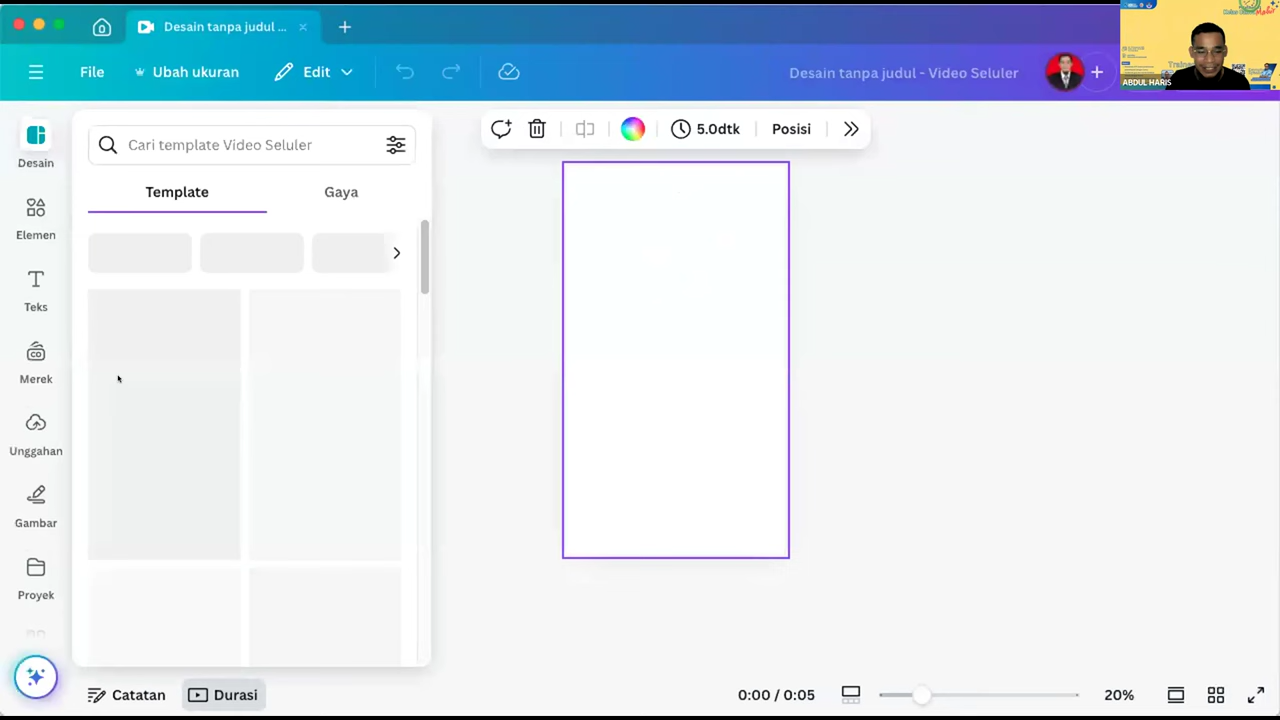 Desain tanpa judul ...
File
Ubah ukuran
Edit
Desain tanpa judul - Video Seluler
ABDUL HARIS
Cari template Video Seluler
5.0dtk
Posisi
Desain
Template
Gaya
Elemen
Teks
Merek
Unggahan
Gambar
Proyek
Catatan
Durasi
0:00 / 0:05
20%